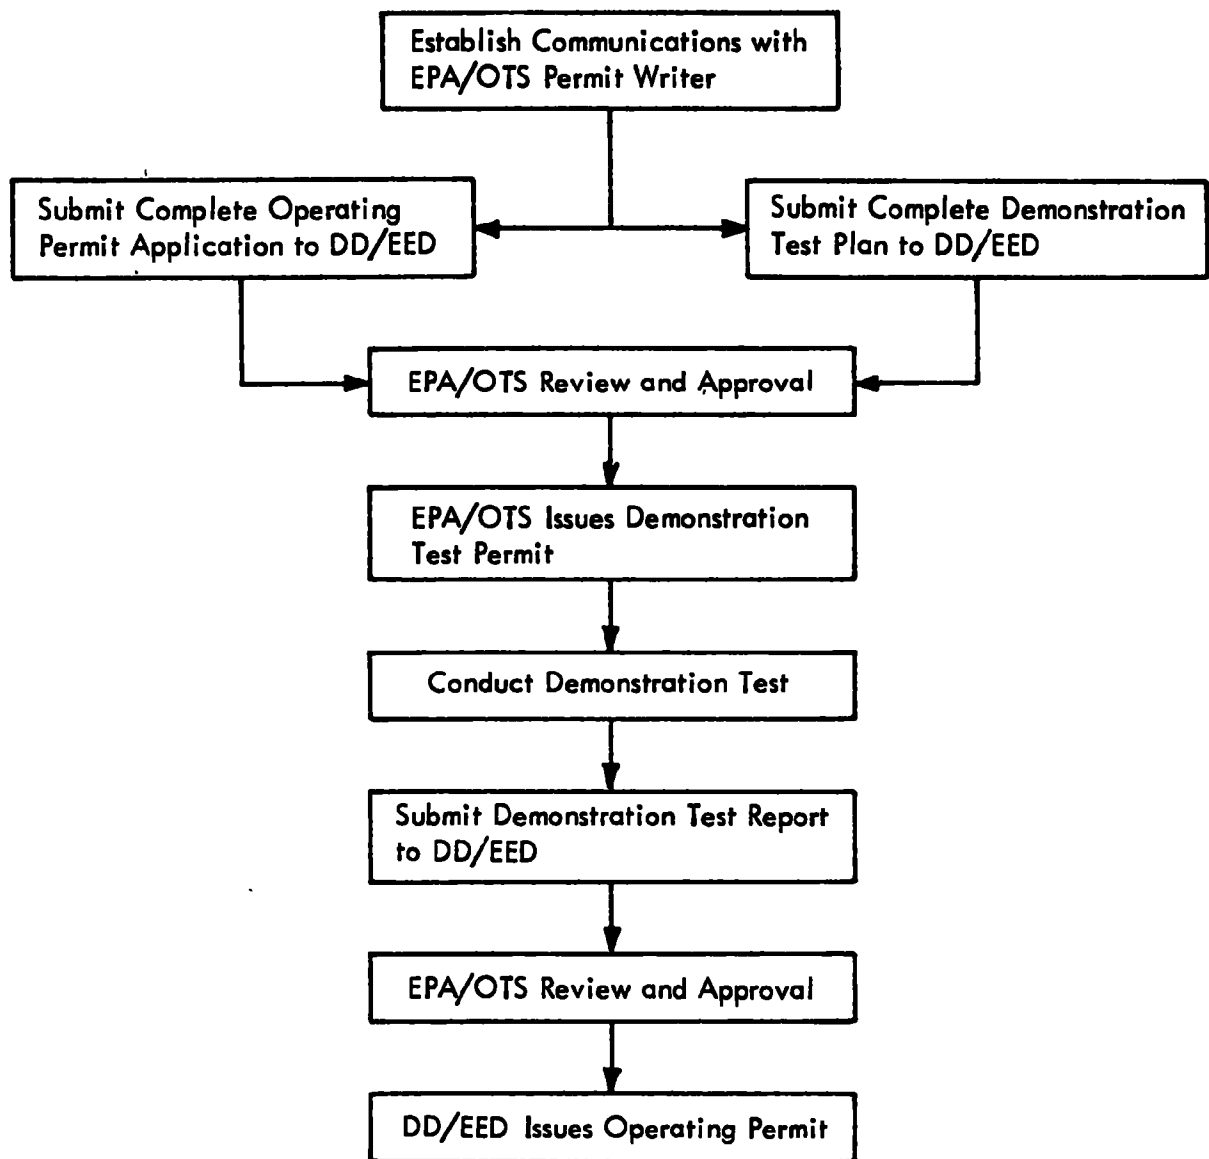 Establish Communications with
EPA/OTS Permit Writer
Submit Complete Operating
Permit Application to DD/EED
Submit Complete Demonstration
Test Plan to DD/EED
EPA/OTS Review and Approval
EPA/OTS Issues Demonstration
Test Permit
Conduct Demonstration Test
Submit Demonstration Test Report
to DD/EED
EPA/OTS Review and Approval
DD/EED Issues Operating Permit